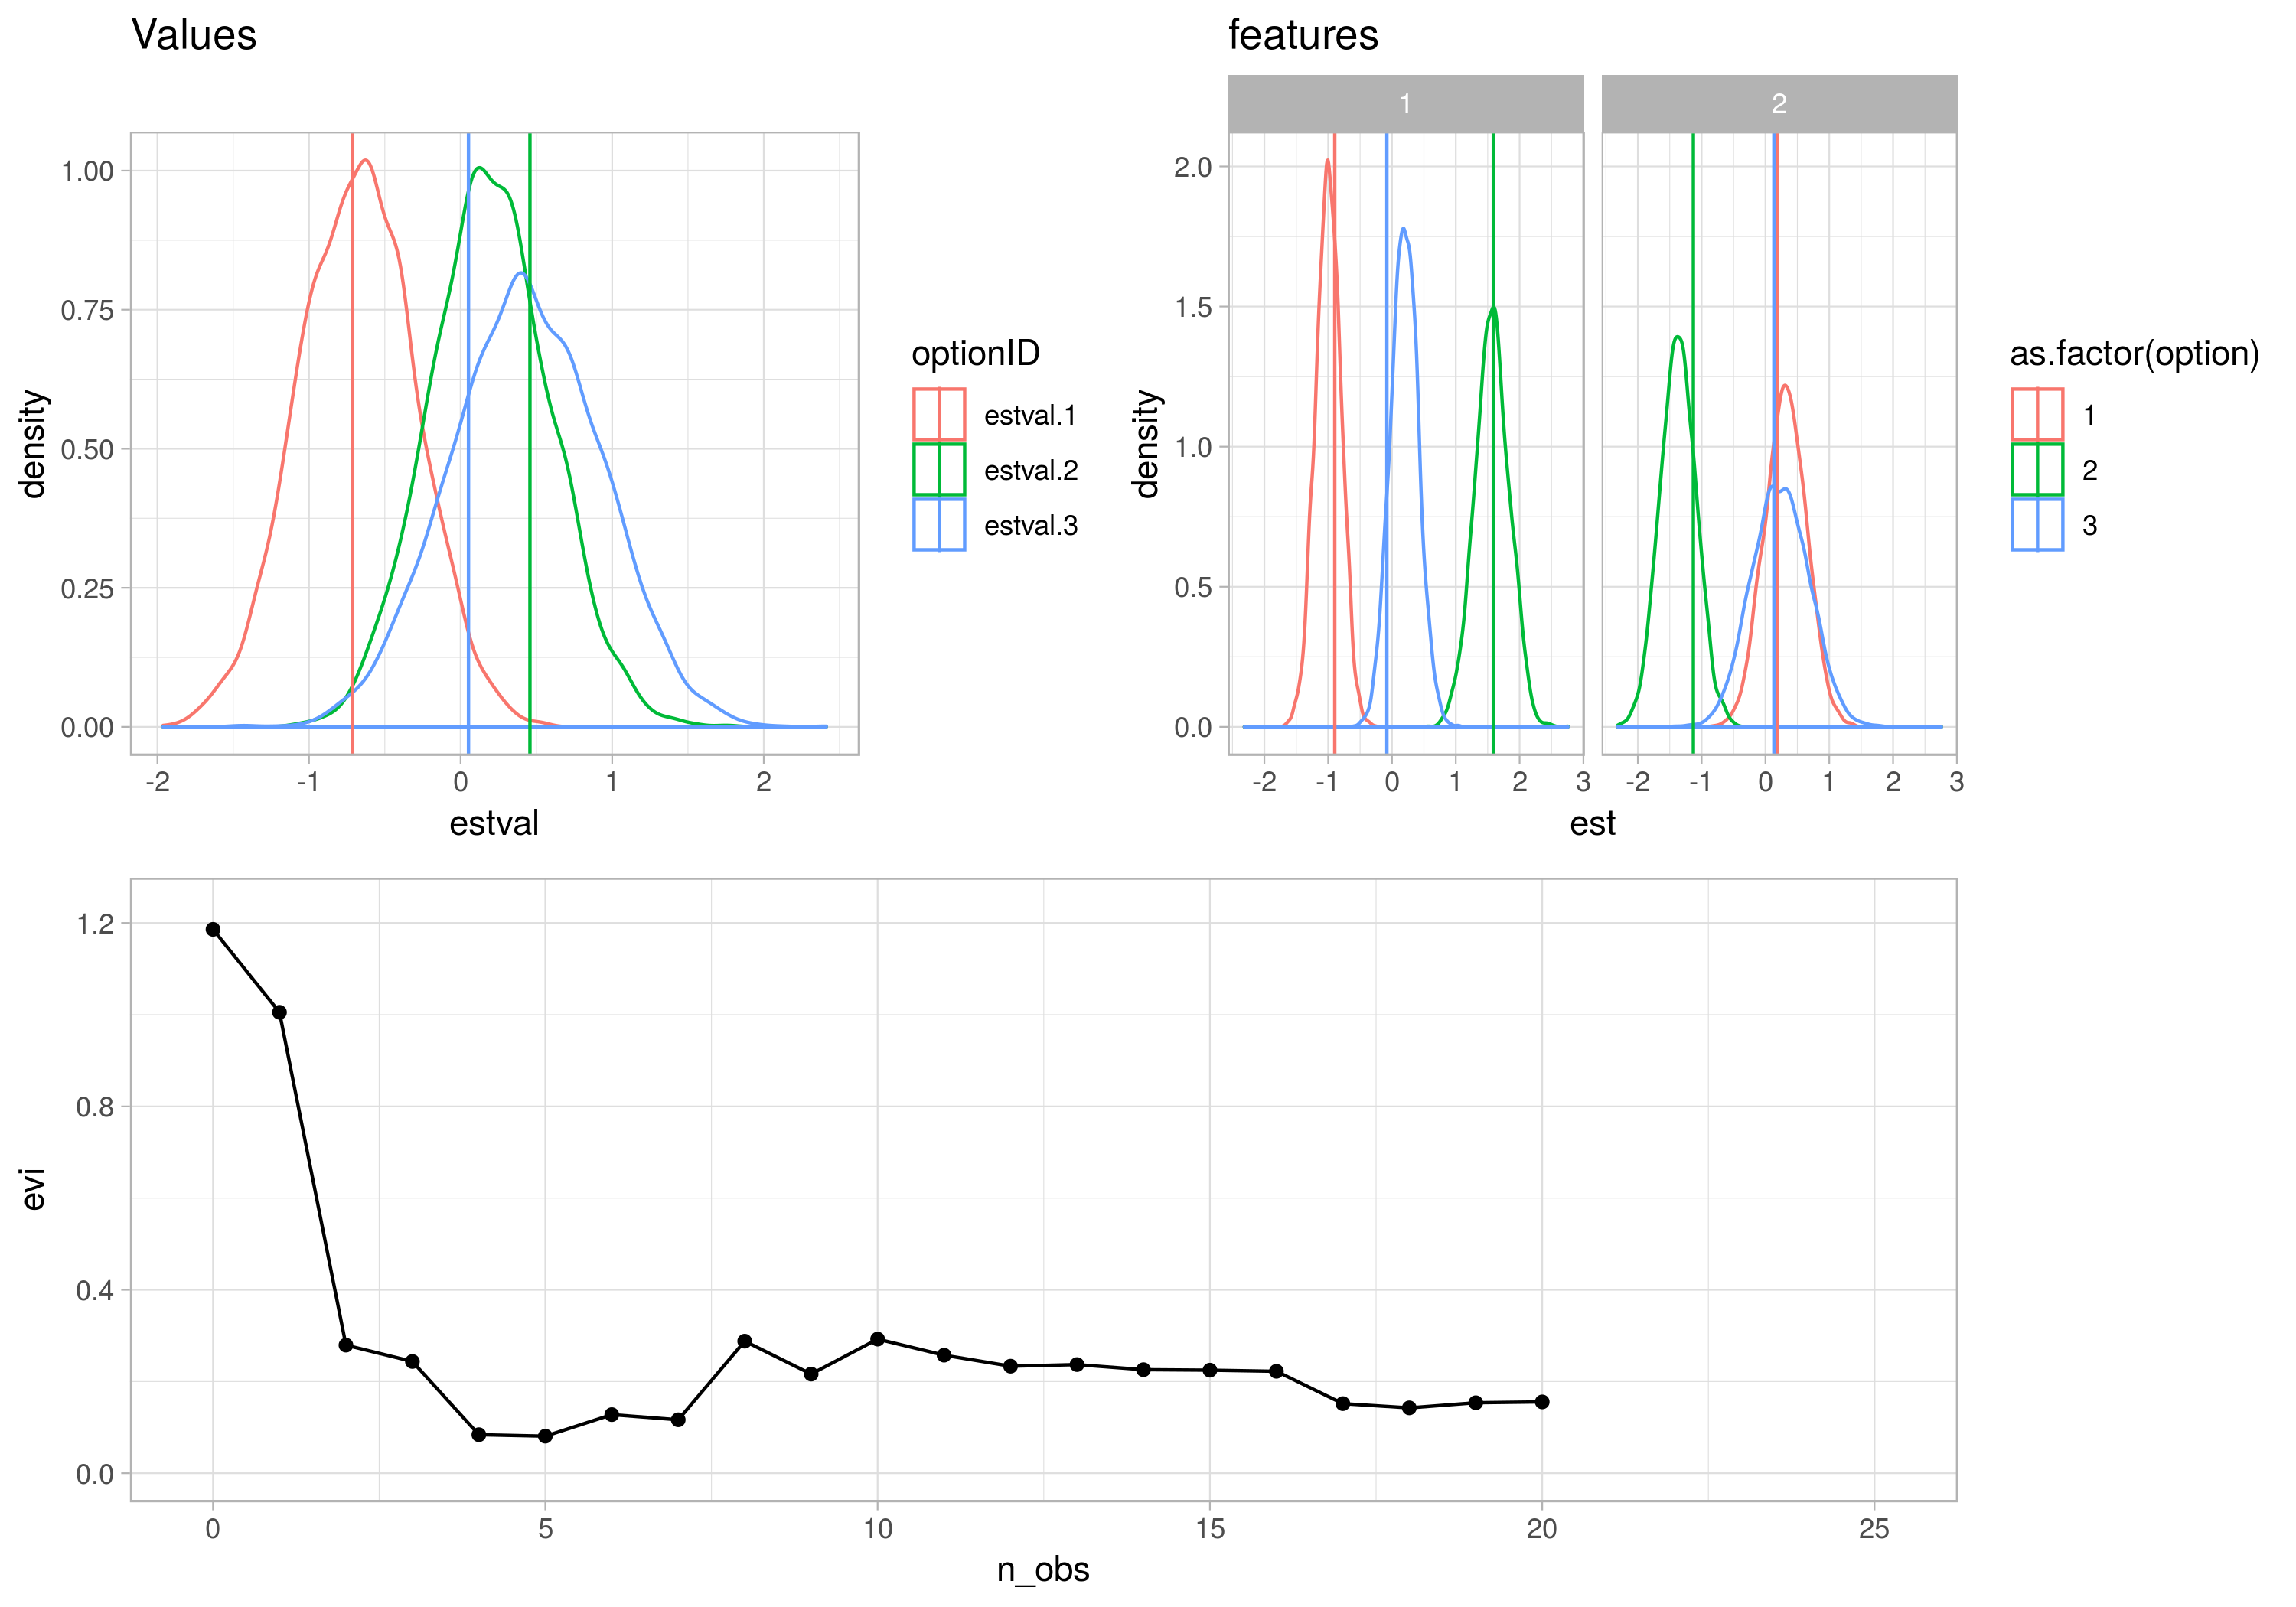 Values
density
1.00
0.75
0.50
0.25
0.00
-2 -1 0 1 2
estval
optionID
estval.1
estval.2
estval.3
features
1 2
density
2.0
1.5
1.0
0.5
0.0
-2 -1 0 1 2 3 -2 -1 0 1 2 3
est
as.factor(option)
1
2
3
evi
1.2
0.8
0.4
0.0
0 5 10 15 20 25
n_obs